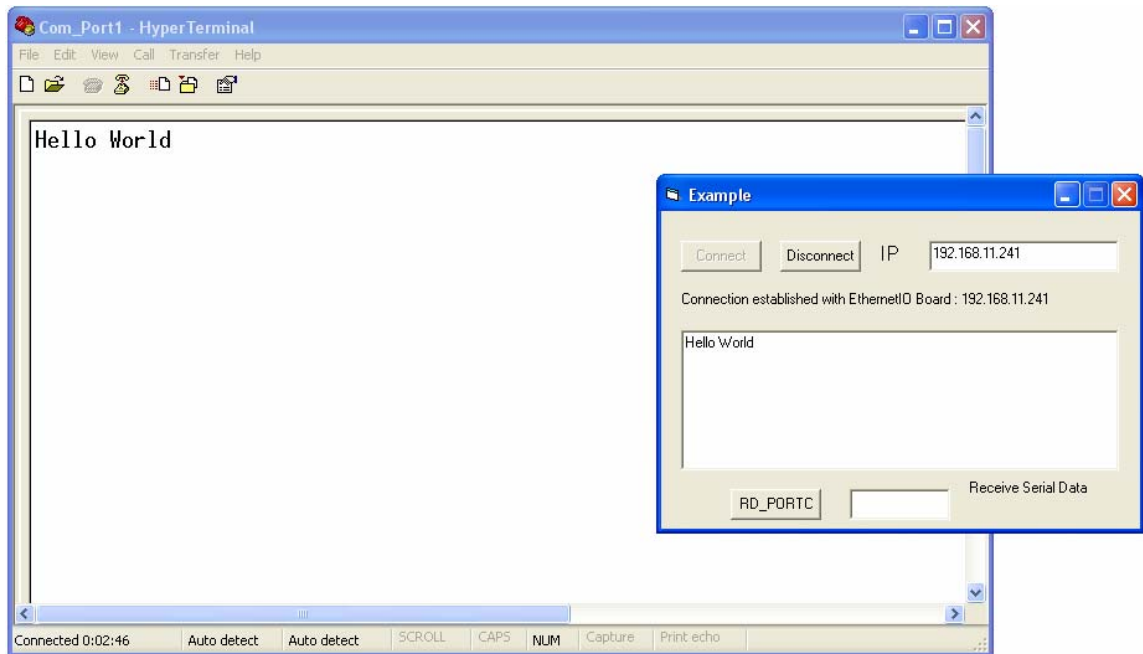 Com_Port1 - HyperTerminal
File Edit View Call Transfer Help
Hello World
Example
Connect Disconnect IP 192.168.11.241
Connection established with EthernetIO Board : 192.168.11.241
Hello World
Receive Serial Data
RD_PORTC
Connected 0:02:46 Auto detect Auto detect SCROLL CAPS NUM Capture Print echo